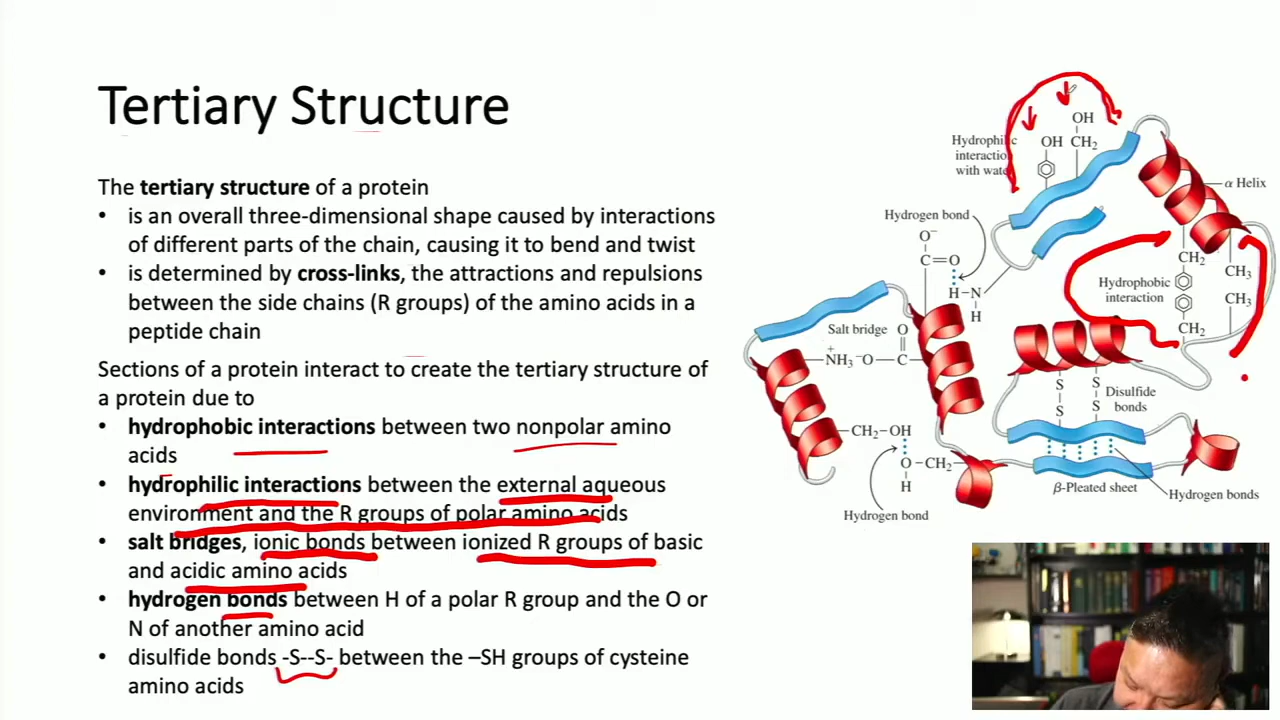 Tertiary Structure
The tertiary structure of a protein
• is an overall three-dimensional shape caused by interactions
of different parts of the chain, causing it to bend and twist
• is determined by cross-links, the attractions and repulsions
between the side chains (R groups) of the amino acids in a
peptide chain
Sections of a protein interact to create the tertiary structure of
a protein due to
• hydrophobic interactions between two nonpolar amino
acids
• hydrophilic interactions between the external aqueous
environment and the R groups of polar amino acids
• salt bridges, ionic bonds between ionized R groups of basic
and acidic amino acids
• hydrogen bonds between H of a polar R group and the O or
N of another amino acid
• disulfide bonds -S--S- between the –SH groups of cysteine
amino acids
OH
Hydrophilic
interaction
with water
OH CH₂
α Helix
Hydrogen bond
O⁻
C=O
H–N
H
CH₂
CH₃
Hydrophobic
interaction
CH₃
CH₂
Salt bridge
O
+
NH₃ ⁻O–C
S
S
S
S
Disulfide
bonds
CH₂–OH
O–CH₂
H
Hydrogen bond
β-Pleated sheet
Hydrogen bonds